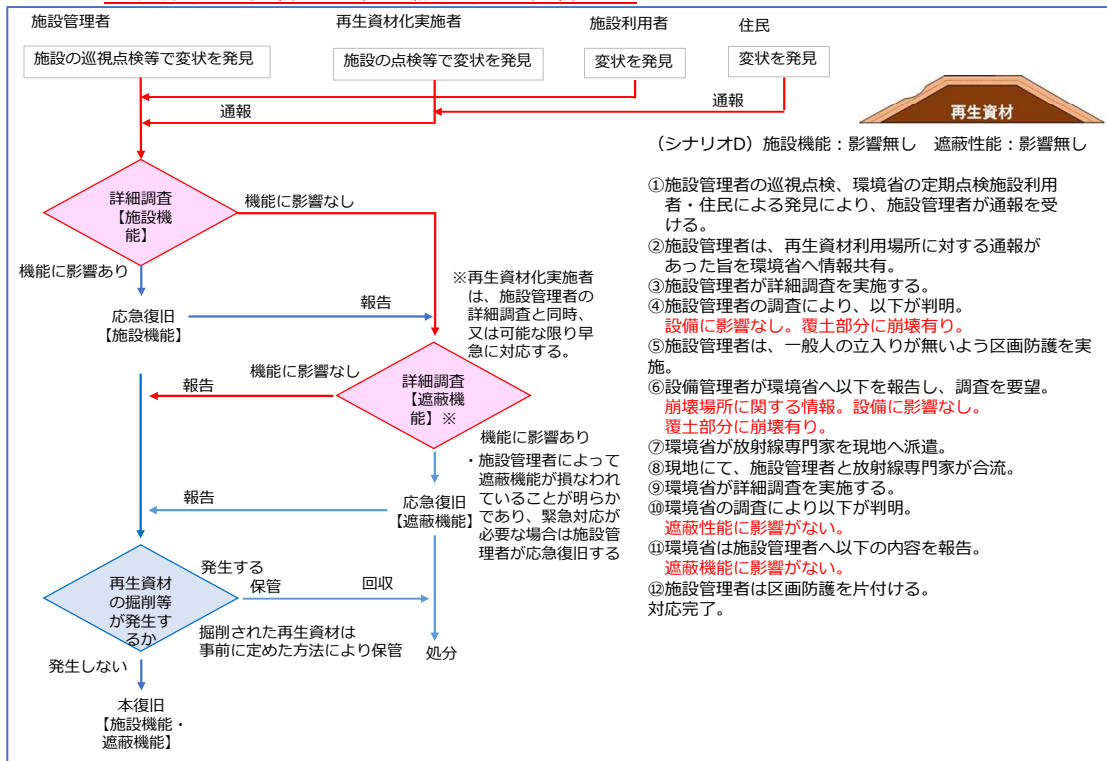 施設管理者
再生資材化実施者
施設利用者
住民
施設の巡視点検等で変状を発見
施設の点検等で変状を発見
変状を発見
変状を発見
通報
通報
再生資材
(シナリオD)施設機能:影響無し 遮蔽性能:影響無し
詳細調査
【施設機
能】
機能に影響なし
機能に影響あり
応急復旧
【施設機能】
報告
※再生資材化実施者
は、施設管理者の
詳細調査と同時、
又は可能な限り早
急に対応する。
詳細調査
【遮蔽機
能】※
機能に影響なし
報告
機能に影響あり
・施設管理者によって
遮蔽機能が損なわれ
ていることが明らか
であり、緊急対応が
必要な場合は施設管
理者が応急復旧する
応急復旧
【遮蔽機能】
報告
再生資材
の掘削等
が発生す
るか
発生する
保管
回収
掘削された再生資材は
事前に定めた方法により保管
処分
発生しない
本復旧
【施設機能・
遮蔽機能】
①施設管理者の巡視点検、環境省の定期点検施設利用
者・住民による発見により、施設管理者が通報を受
ける。
②施設管理者は、再生資材利用場所に対する通報が
あった旨を環境省へ情報共有。
③施設管理者が詳細調査を実施する。
④施設管理者の調査により、以下が判明。
設備に影響なし。覆土部分に崩壊有り。
⑤施設管理者は、一般人の立入りが無いよう区画防護を実
施。
⑥設備管理者が環境省へ以下を報告し、調査を要望。
崩壊場所に関する情報。設備に影響なし。
覆土部分に崩壊有り。
⑦環境省が放射線専門家を現地へ派遣。
⑧現地にて、施設管理者と放射線専門家が合流。
⑨環境省が詳細調査を実施する。
⑩環境省の調査により以下が判明。
遮蔽性能に影響がない。
⑪環境省は施設管理者へ以下の内容を報告。
遮蔽機能に影響がない。
⑫施設管理者は区画防護を片付ける。
対応完了。